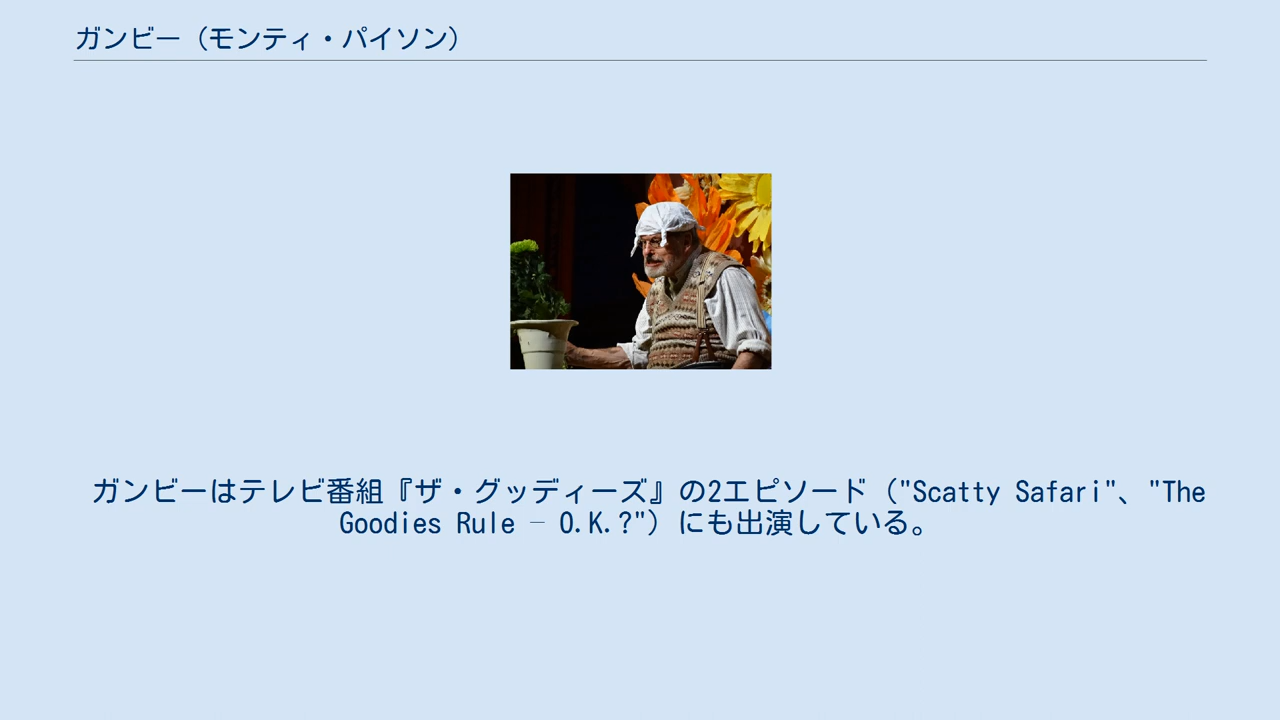 ガンビー（モンティ・パイソン）
ガンビーはテレビ番組『ザ・グッディーズ』の2エピソード（"Scatty Safari"、"The
Goodies Rule – O.K.?"）にも出演している。